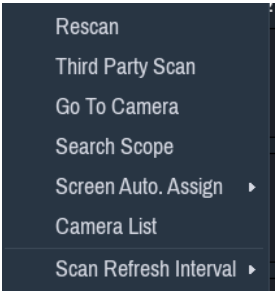 Rescan
Third Party Scan
Go To Camera
Search Scope
Screen Auto. Assign
Camera List
Scan Refresh Interval